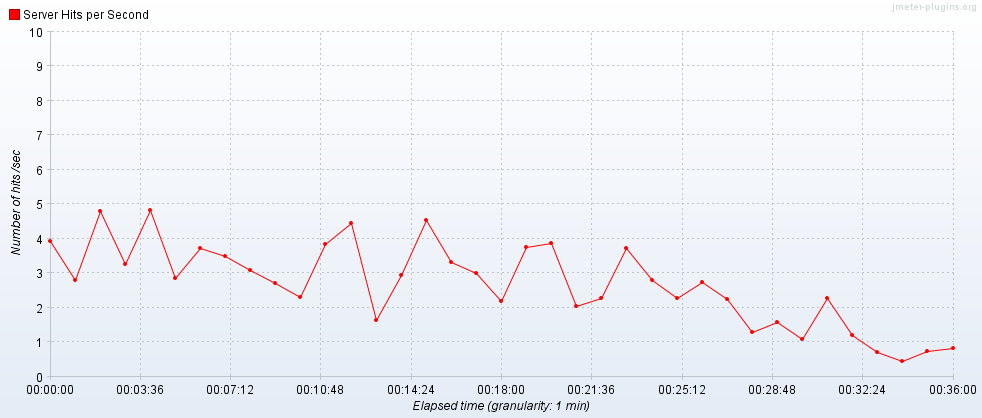 jmeter-plugins.org
Server Hits per Second
10
9
8
7
6
5
4
3
2
1
0
Number of hits /sec
00:00:00 00:03:36 00:07:12 00:10:48 00:14:24 00:18:00 00:21:36 00:25:12 00:28:48 00:32:24 00:36:00
Elapsed time (granularity: 1 min)